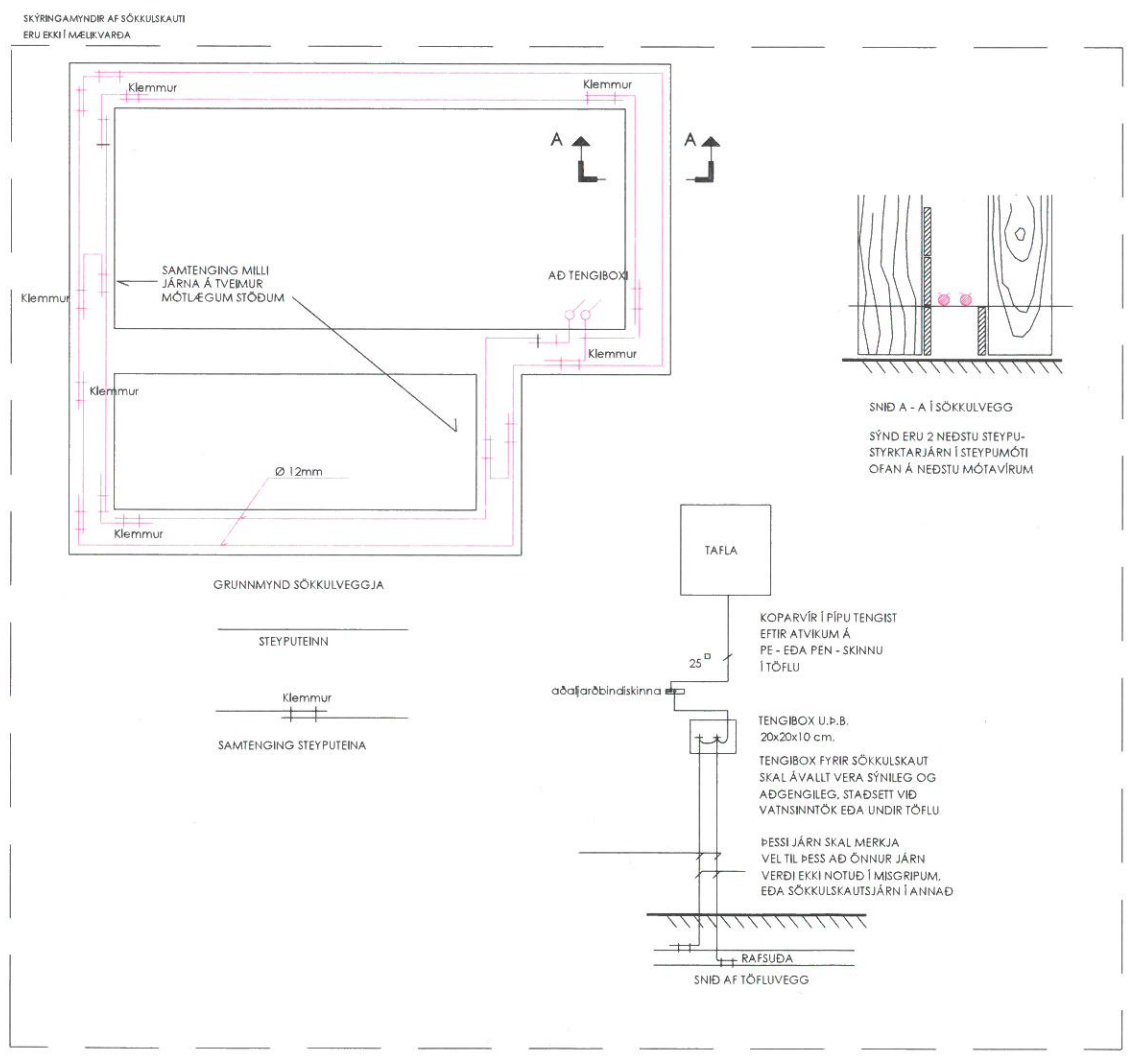 SKÝRINGAMYNDIR AF SÖKKULSKAUTI
ERU EKKI Í MÆLIKVARÐA
Klemmur
Klemmur
A
A
SAMTENGING MILLI
JÁRNA Á TVEIMUR
MÓTLÆGUM STÖÐUM
AÐ TENGIBOXI
Klemmur
Klemmur
Klemmur
Ø 12mm
Klemmur
GRUNNMYND SÖKKULVEGGJA
STEYPUTEINN
Klemmur
SAMTENGING STEYPUTEINA
SNIÐ A - A Í SÖKKULVEGG
SÝND ERU 2 NEÐSTU STEYPU-
STYRKTARJÁRN Í STEYPUMÓTI
OFAN Á NEÐSTU MÓTAVÍRUM
TAFLA
KOPARVÍR Í PÍPU TENGIST
EFTIR ATVIKUM Á
PE - EÐA PEN - SKINNU
Í TÖFLU
25
aðaljarðbindiskinna
TENGIBOX U.Þ.B.
20x20x10 cm.
TENGIBOX FYRIR SÖKKULSKAUT
SKAL ÁVALLT VERA SÝNILEG OG
AÐGENGILEG, STAÐSETT VIÐ
VATNSINNTÖK EÐA UNDIR TÖFLU
ÞESSI JÁRN SKAL MERKJA
VEL TIL ÞESS AÐ ÖNNUR JÁRN
VERÐI EKKI NOTUÐ Í MISGRIPUM,
EÐA SÖKKULSKAUTSJÁRN Í ANNAÐ
RAFSUÐA
SNIÐ AF TÖFLUVEGG